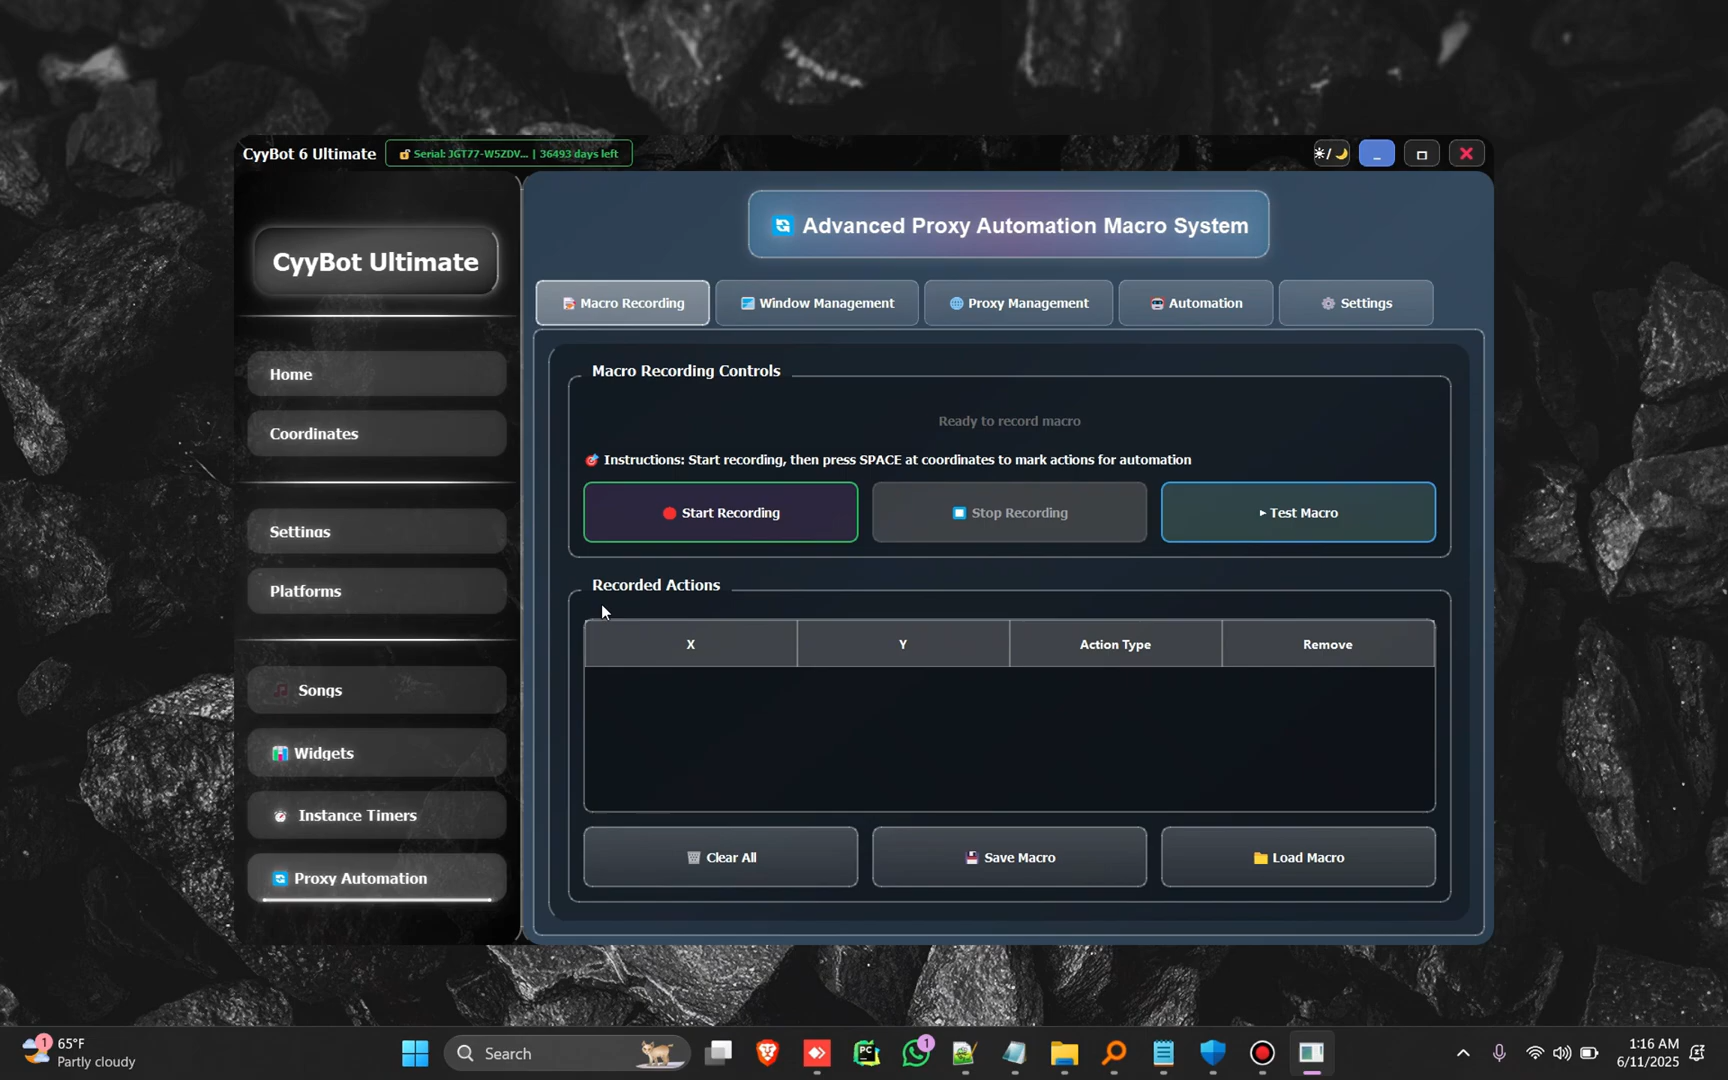 CyyBot 6 Ultimate
Serial: JGT77-W5ZDV... | 36493 days left
CyyBot Ultimate
Advanced Proxy Automation Macro System
Macro Recording
Window Management
Proxy Management
Automation
Settings
Home
Coordinates
Settings
Platforms
Songs
Widgets
Instance Timers
Proxy Automation
Macro Recording Controls
Ready to record macro
Instructions: Start recording, then press SPACE at coordinates to mark actions for automation
Start Recording
Stop Recording
Test Macro
Recorded Actions
X
Y
Action Type
Remove
Clear All
Save Macro
Load Macro
1
65°F
Partly cloudy
Search
PC
1
1:16 AM
6/11/2025